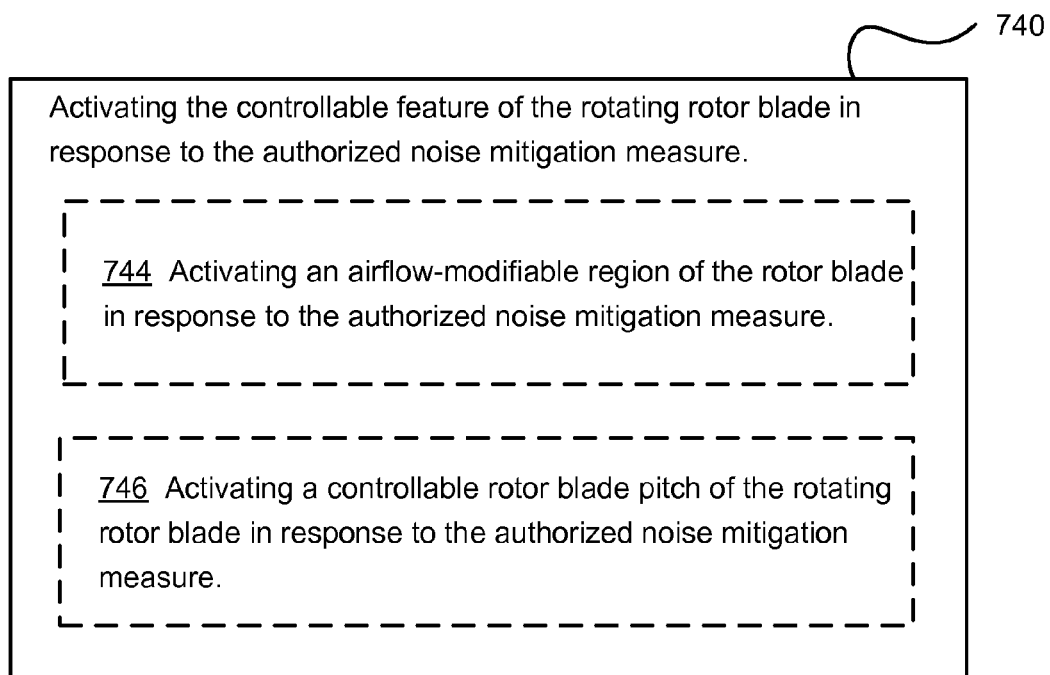 740
Activating the controllable feature of the rotating rotor blade in
response to the authorized noise mitigation measure.
744 Activating an airflow-modifiable region of the rotor blade
in response to the authorized noise mitigation measure.
746 Activating a controllable rotor blade pitch of the rotating
rotor blade in response to the authorized noise mitigation
measure.